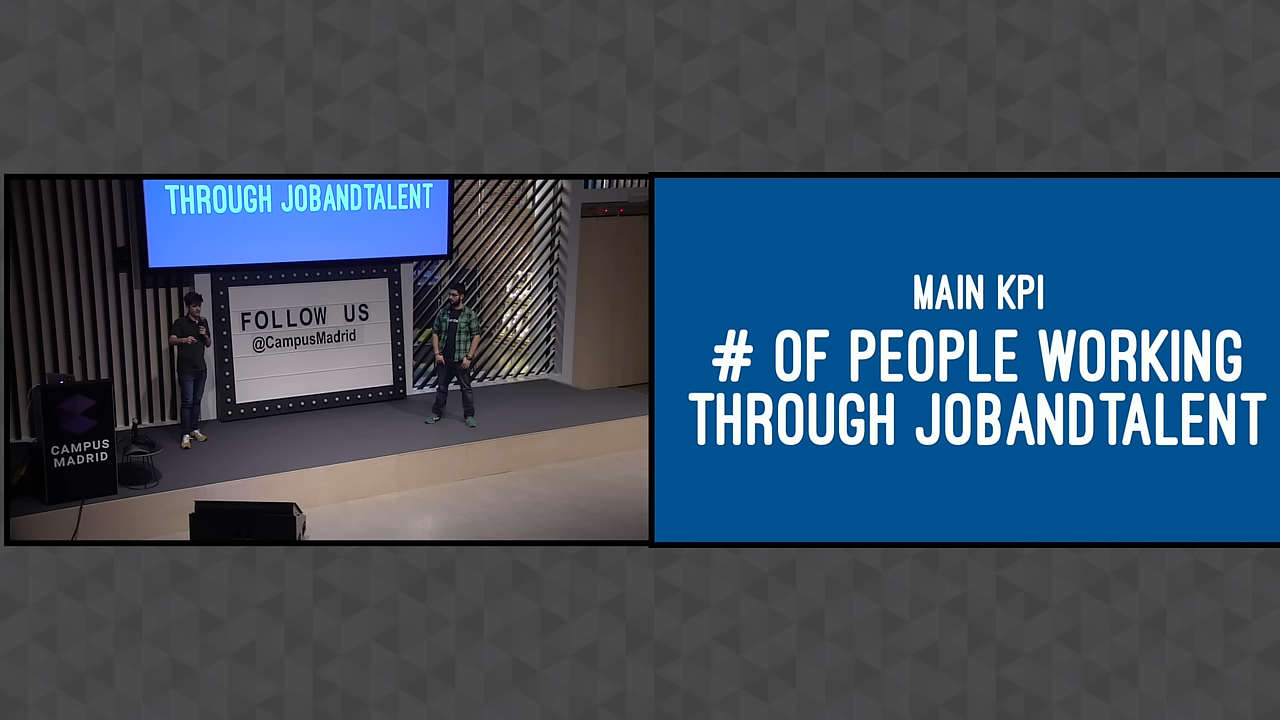 THROUGH JOBANDTALENT
FOLLOW US
@CampusMadrid
CAMPUS
MADRID
MAIN KPI
# OF PEOPLE WORKING
THROUGH JOBANDTALENT